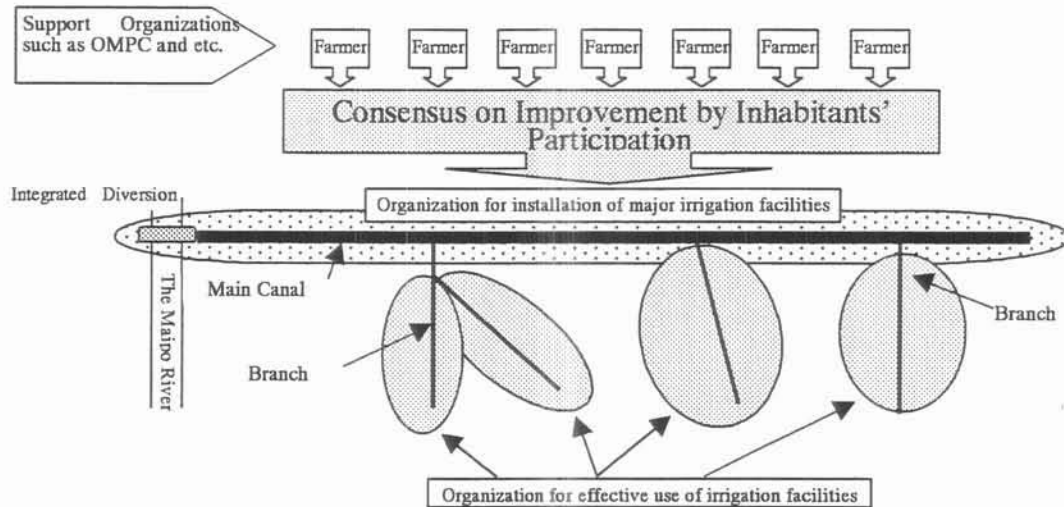 Support Organizations
such as OMPC and etc.
Farmer Farmer Farmer Farmer Farmer Farmer Farmer
Consensus on Improvement by Inhabitants'
Participation
Integrated Diversion
Organization for installation of major irrigation facilities
The Maipo River
Main Canal
Branch
Branch
Organization for effective use of irrigation facilities